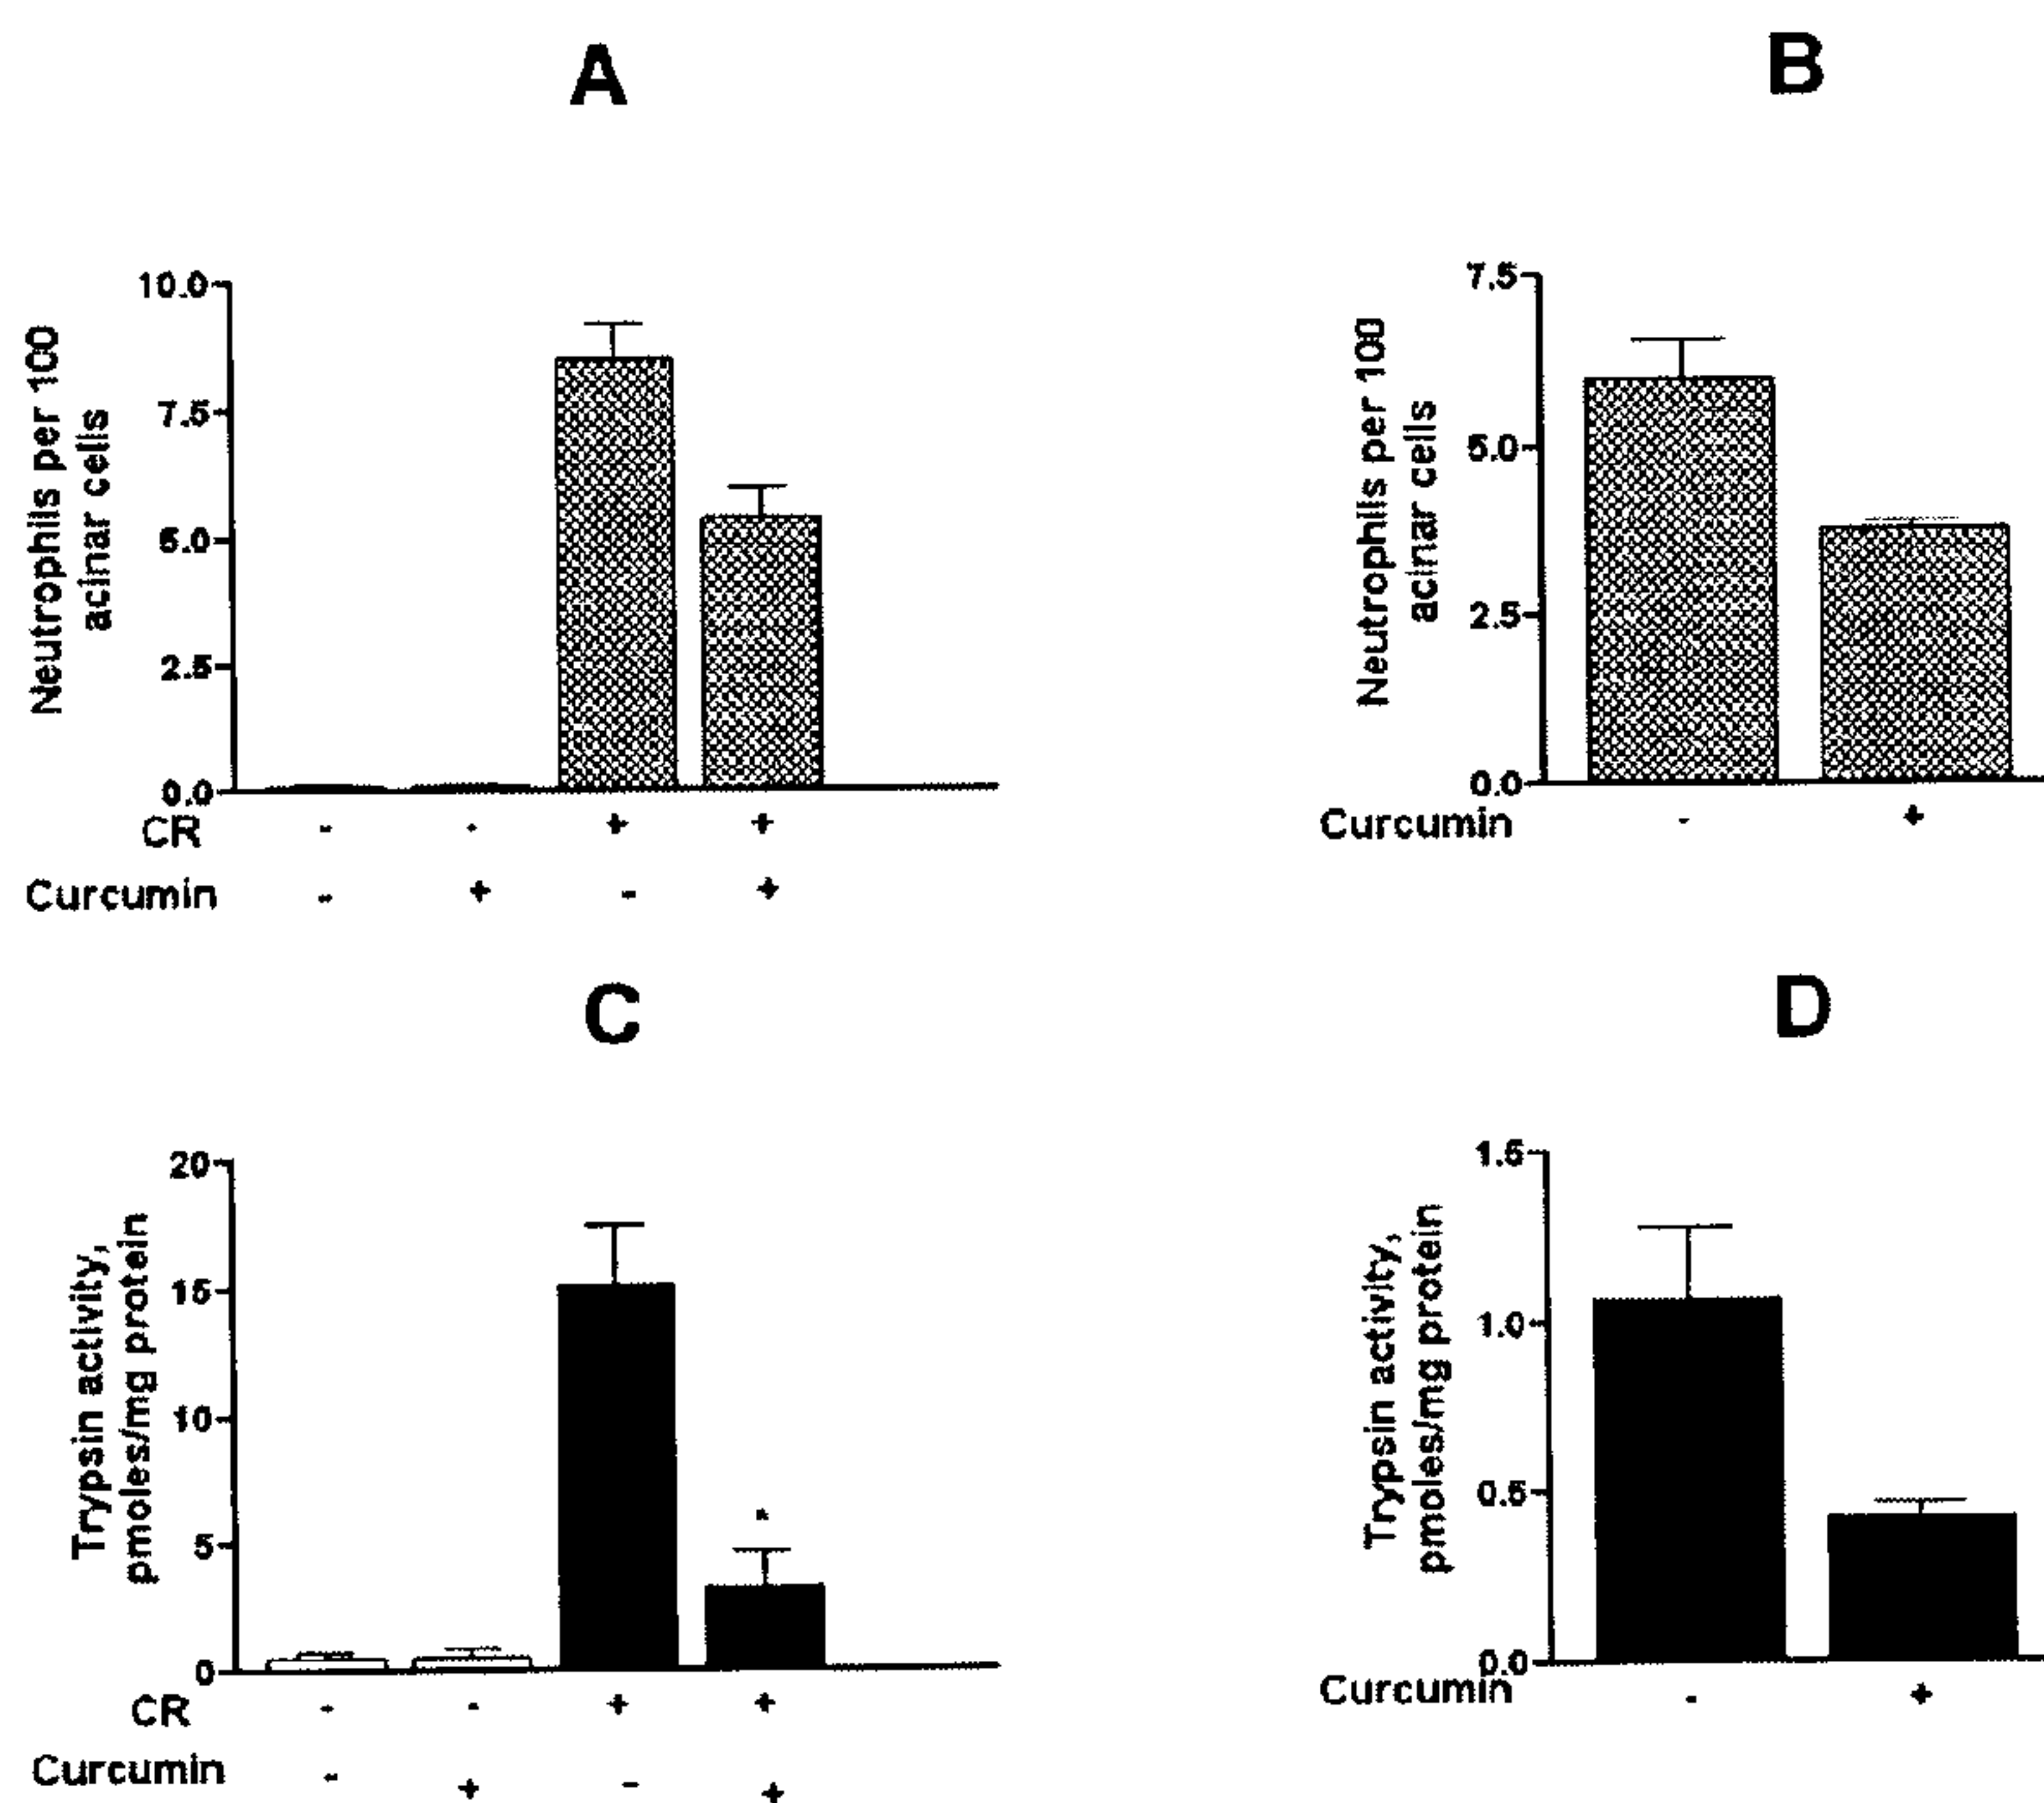 A
B
10.0
7.5
5.0
2.5
0.0
Neutrophils per 100
acinar cells
CR - - + +
Curcumin - + - +
7.5
5.0
2.5
0.0
Neutrophils per 100
acinar cells
Curcumin - +
C
D
20
15
10
5
0
Trypsin activity,
pmoles/mg protein
*
CR - - + +
Curcumin - + - +
1.5
1.0
0.5
0.0
Trypsin activity,
pmoles/mg protein
Curcumin - +